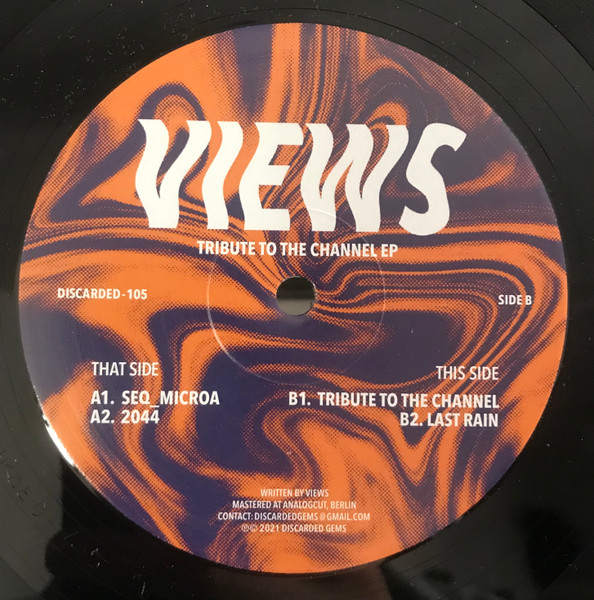 VIEWS
TRIBUTE TO THE CHANNEL EP
DISCARDED-105
SIDE B
THAT SIDE
A1. SEQ_MICROA
A2. 2044
THIS SIDE
B1. TRIBUTE TO THE CHANNEL
B2. LAST RAIN
WRITTEN BY VIEWS
MASTERED AT ANALOGCUT, BERLIN
CONTACT: DISCARDEDGEMS@GMAIL.COM
℗© 2021 DISCARDED GEMS